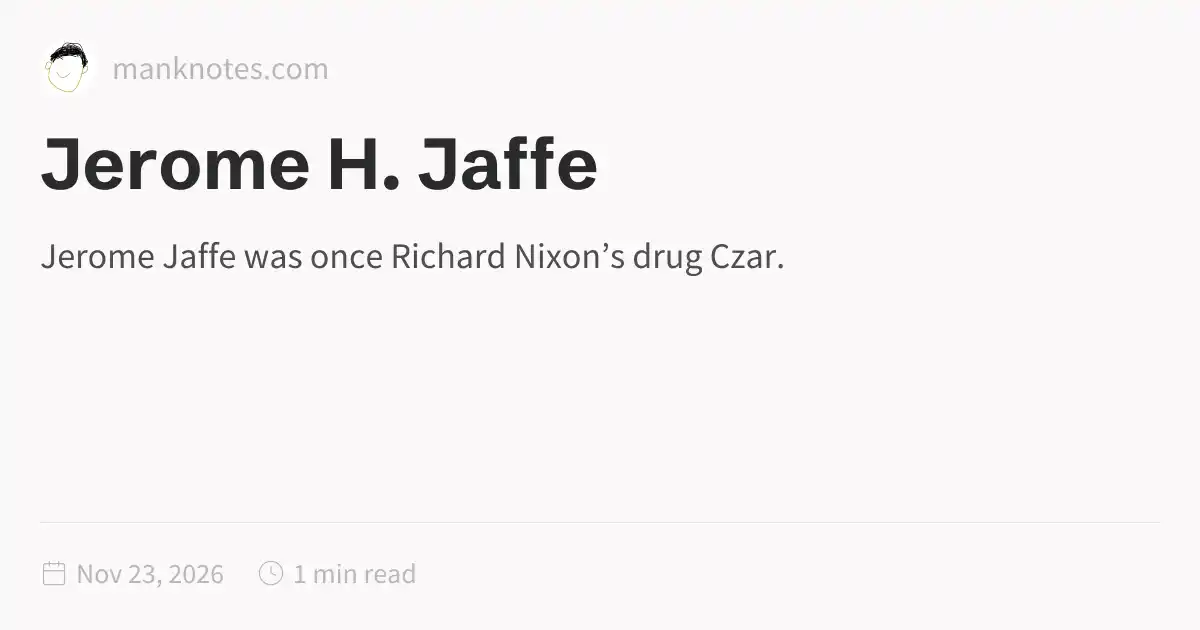 manknotes.com
Jerome H. Jaffe
Jerome Jaffe was once Richard Nixon’s drug Czar.
Nov 23, 2026 1 min read